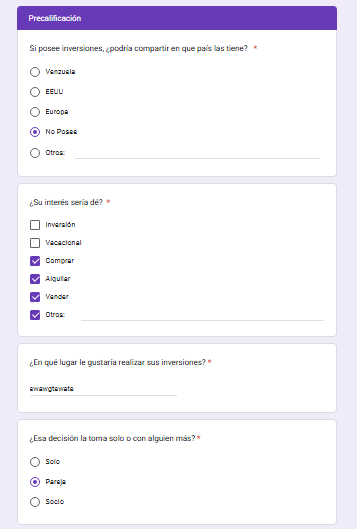 Precalificación
Si posee inversiones, ¿podría compartir en que país las tiene? *
Venzuela
EEUU
Europa
No Posee
Otros:
¿Su interés sería dé? *
Inversión
Vacacional
Comprar
Alquilar
Vender
Otros:
¿En qué lugar le gustaría realizar sus inversiones? *
awawgtawata
¿Esa decisión la toma solo o con alguien más? *
Solo
Pareja
Socio